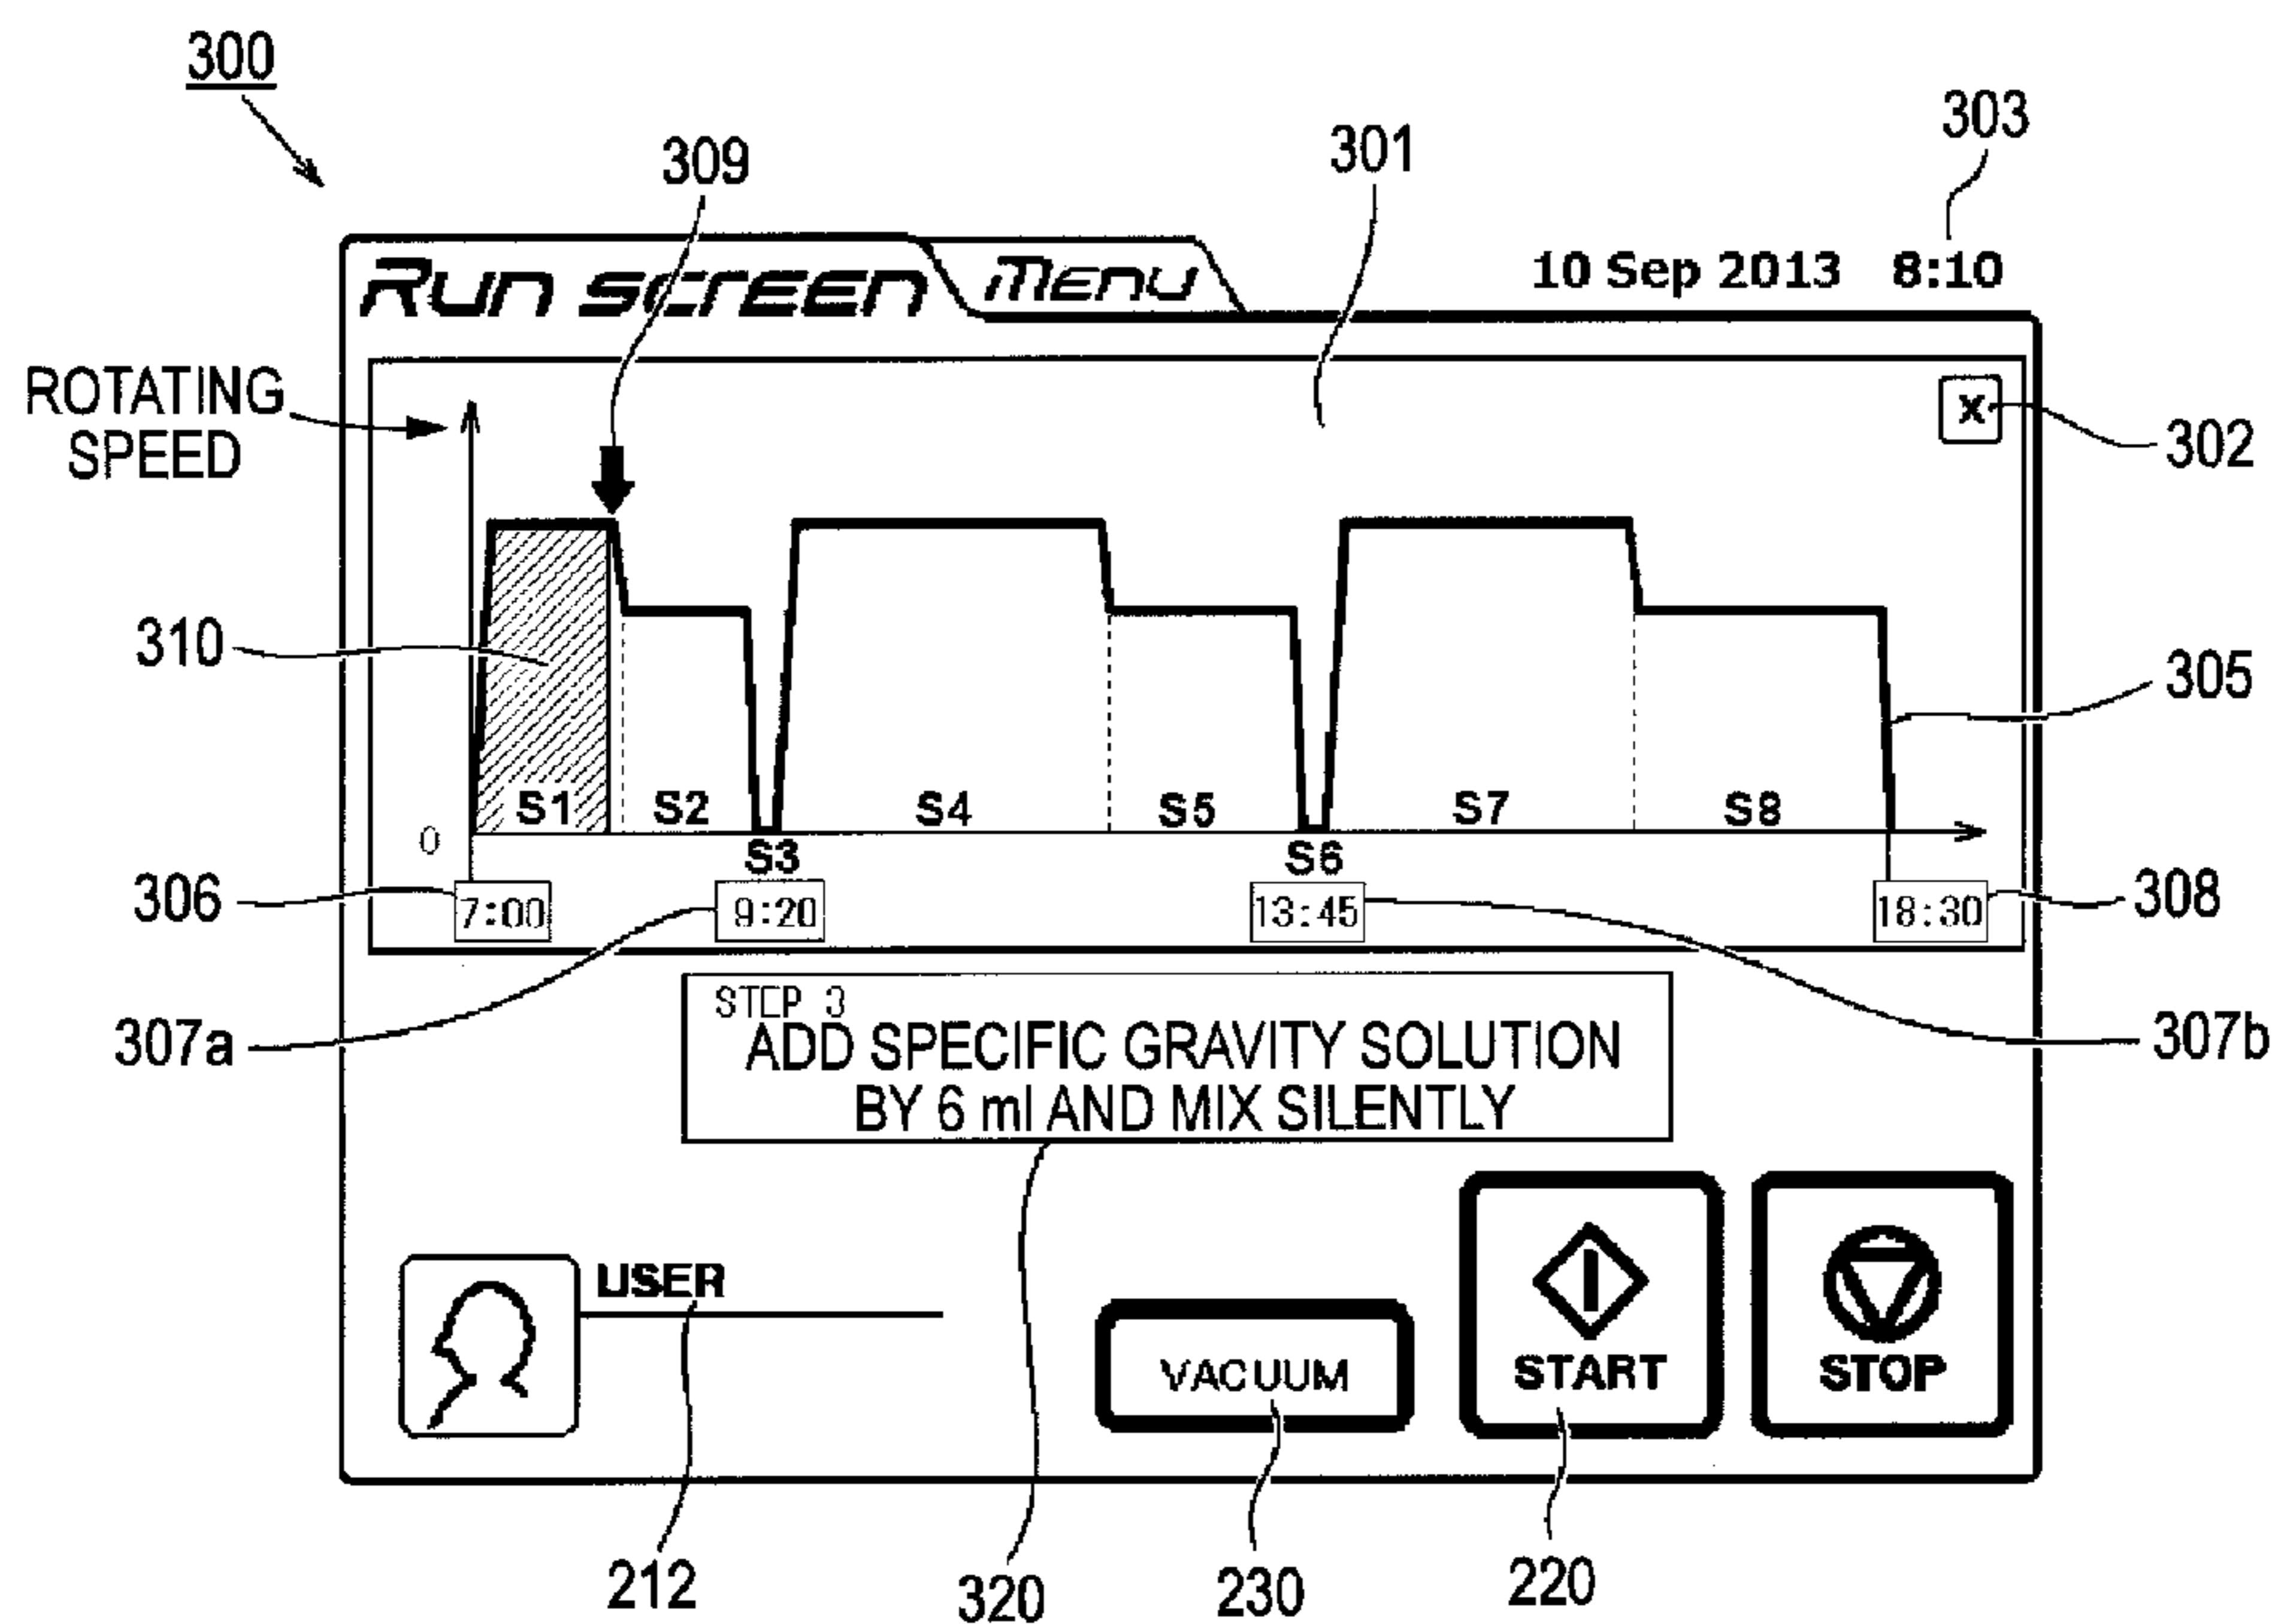 300
303
309
301
Run screen
Menu
10 Sep 2013 8:10
ROTATING
SPEED
X
302
310
305
S1 S2 S4 S5 S7 S8
0
S3 S6
306
7:00 9:20 13:45 18:30
308
307a
307b
STEP 3
ADD SPECIFIC GRAVITY SOLUTION
BY 6 ml AND MIX SILENTLY
USER
VACUUM
START
STOP
212
320
230
220